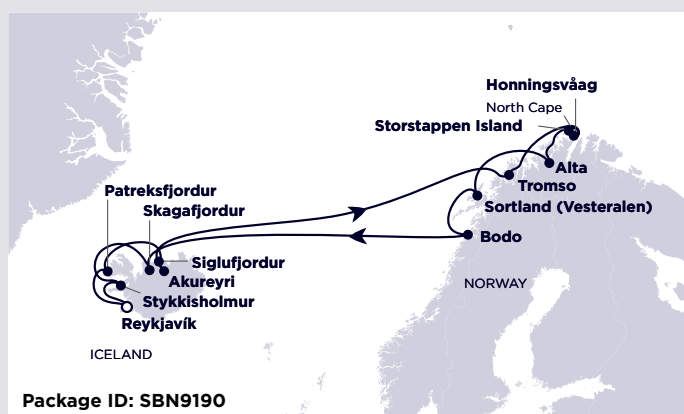 Honningsvåag
North Cape
Storstappen Island
Alta
Tromso
Patreksfjordur
Skagafjordur
Sortland (Vesteralen)
Bodo
Siglufjordur
Akureyri
NORWAY
Stykkisholmur
Reykjavík
ICELAND
Package ID: SBN9190